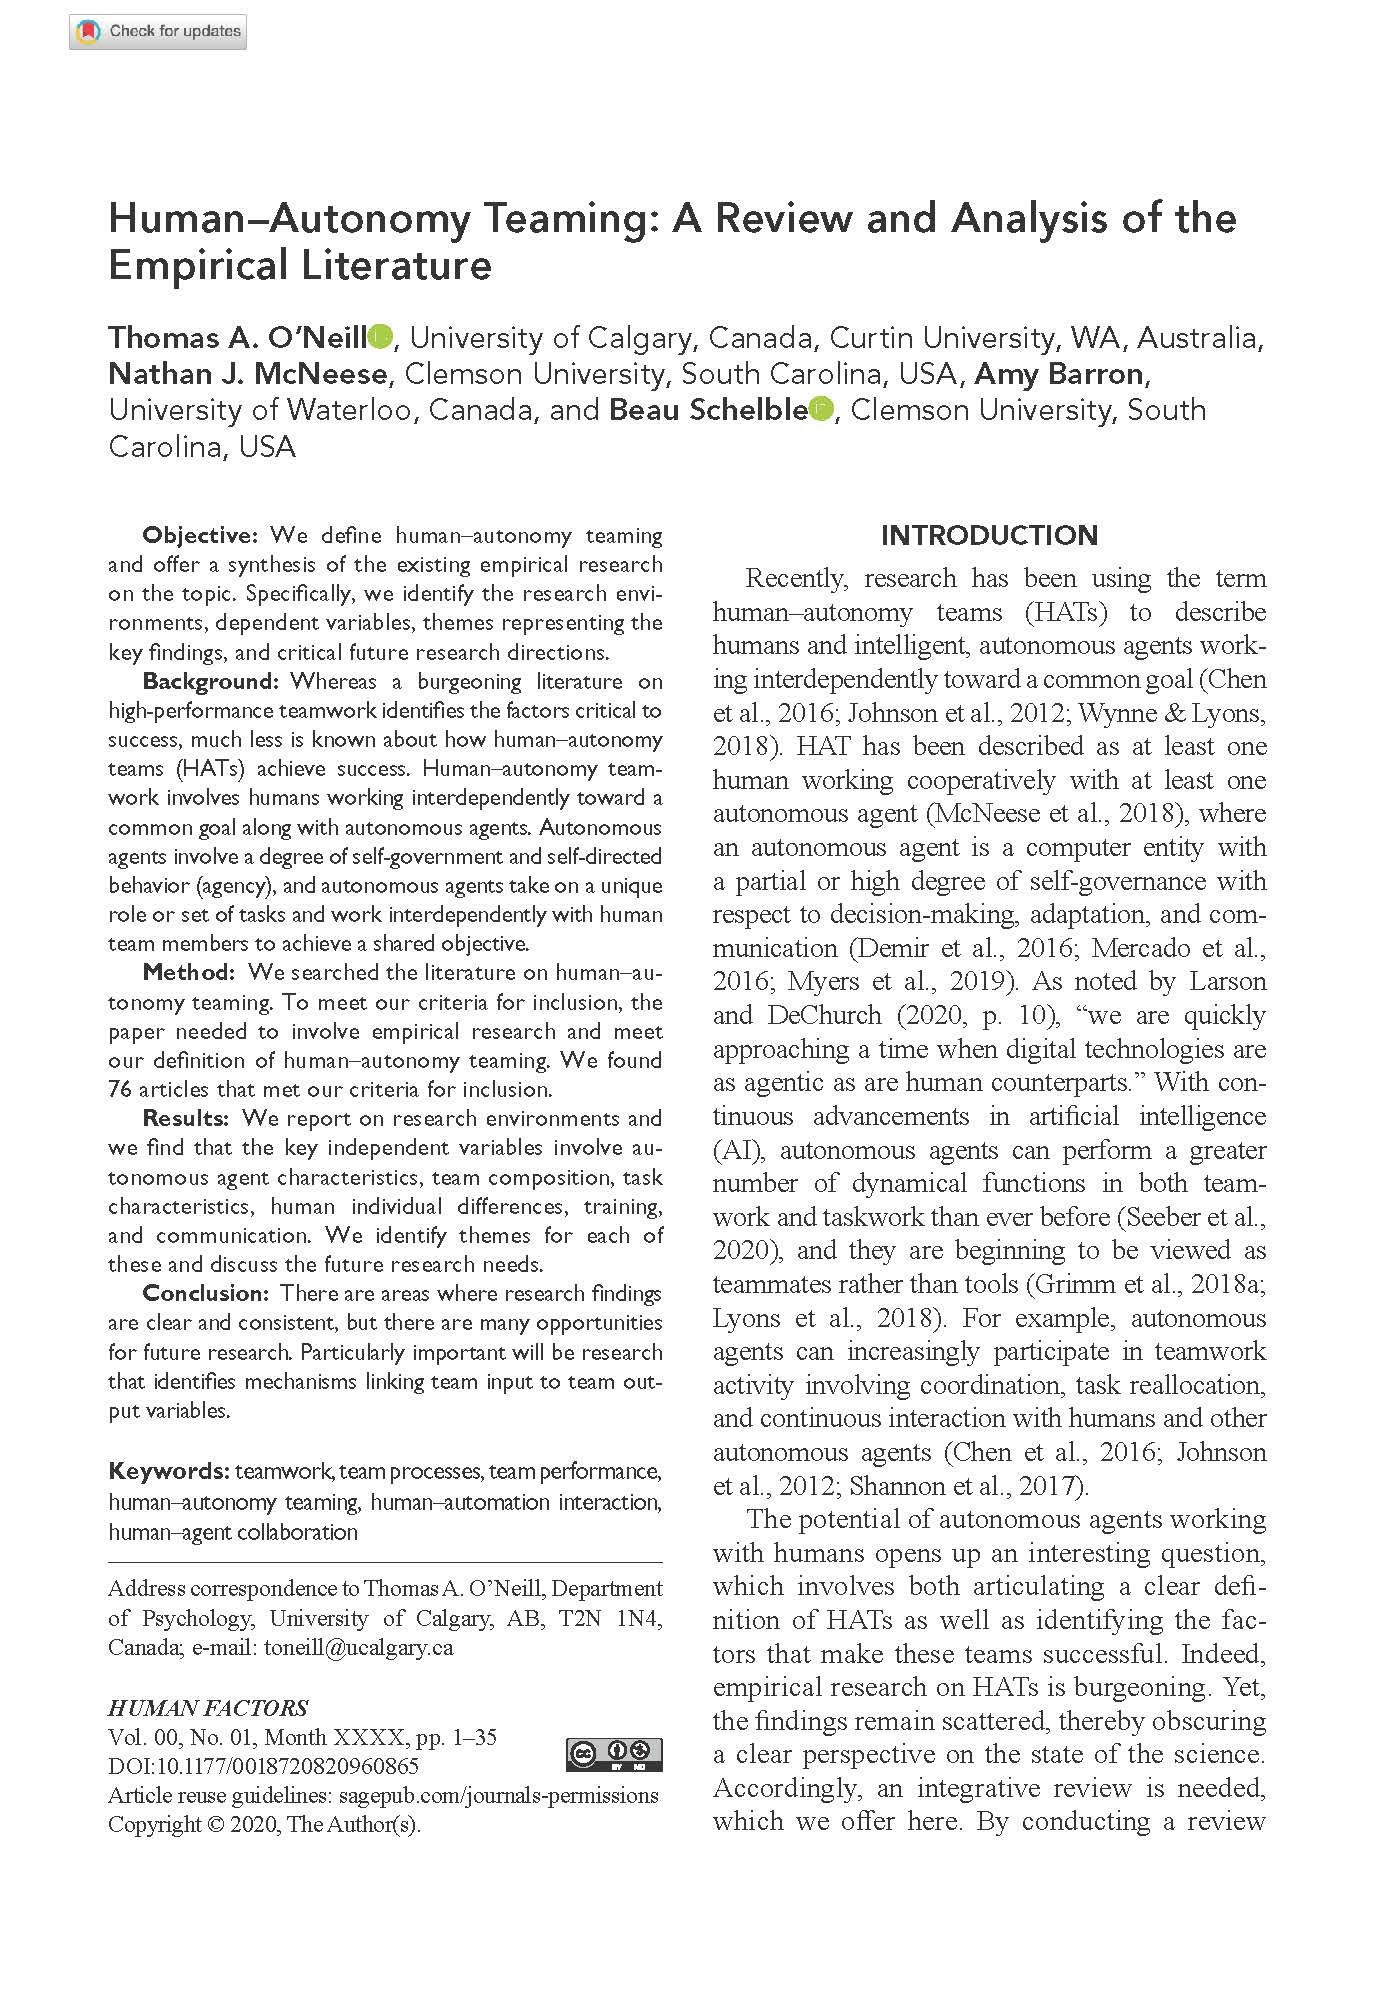 Check for updates
Human–Autonomy Teaming: A Review and Analysis of the
Empirical Literature
Thomas A. O’Neill, University of Calgary, Canada, Curtin University, WA, Australia,
Nathan J. McNeese, Clemson University, South Carolina, USA, Amy Barron,
University of Waterloo, Canada, and Beau Schelble, Clemson University, South
Carolina, USA
Objective: We define human–autonomy teaming
and offer a synthesis of the existing empirical research
on the topic. Specifically, we identify the research envi-
ronments, dependent variables, themes representing the
key findings, and critical future research directions.
Background: Whereas a burgeoning literature on
high-performance teamwork identifies the factors critical to
success, much less is known about how human–autonomy
teams (HATs) achieve success. Human–autonomy team-
work involves humans working interdependently toward a
common goal along with autonomous agents. Autonomous
agents involve a degree of self-government and self-directed
behavior (agency), and autonomous agents take on a unique
role or set of tasks and work interdependently with human
team members to achieve a shared objective.
Method: We searched the literature on human–au-
tonomy teaming. To meet our criteria for inclusion, the
paper needed to involve empirical research and meet
our definition of human–autonomy teaming. We found
76 articles that met our criteria for inclusion.
Results: We report on research environments and
we find that the key independent variables involve au-
tonomous agent characteristics, team composition, task
characteristics, human individual differences, training,
and communication. We identify themes for each of
these and discuss the future research needs.
Conclusion: There are areas where research findings
are clear and consistent, but there are many opportunities
for future research. Particularly important will be research
that identifies mechanisms linking team input to team out-
put variables.
Keywords: teamwork, team processes, team performance,
human–autonomy teaming, human–automation interaction,
human–agent collaboration
Address correspondence to Thomas A. O’Neill, Department
of Psychology, University of Calgary, AB, T2N 1N4,
Canada; e-mail: toneill@ucalgary.ca
HUMAN FACTORS
Vol. 00, No. 01, Month XXXX, pp. 1–35
DOI:10.1177/0018720820960865
Article reuse guidelines: sagepub.com/journals-permissions
Copyright © 2020, The Author(s).
cc BY NC
INTRODUCTION
Recently, research has been using the term
human–autonomy teams (HATs) to describe
humans and intelligent, autonomous agents work-
ing interdependently toward a common goal (Chen
et al., 2016; Johnson et al., 2012; Wynne & Lyons,
2018). HAT has been described as at least one
human working cooperatively with at least one
autonomous agent (McNeese et al., 2018), where
an autonomous agent is a computer entity with
a partial or high degree of self-governance with
respect to decision-making, adaptation, and com-
munication (Demir et al., 2016; Mercado et al.,
2016; Myers et al., 2019). As noted by Larson
and DeChurch (2020, p. 10), “we are quickly
approaching a time when digital technologies are
as agentic as are human counterparts.” With con-
tinuous advancements in artificial intelligence
(AI), autonomous agents can perform a greater
number of dynamical functions in both team-
work and taskwork than ever before (Seeber et al.,
2020), and they are beginning to be viewed as
teammates rather than tools (Grimm et al., 2018a;
Lyons et al., 2018). For example, autonomous
agents can increasingly participate in teamwork
activity involving coordination, task reallocation,
and continuous interaction with humans and other
autonomous agents (Chen et al., 2016; Johnson
et al., 2012; Shannon et al., 2017).
The potential of autonomous agents working
with humans opens up an interesting question,
which involves both articulating a clear defi-
nition of HATs as well as identifying the fac-
tors that make these teams successful. Indeed,
empirical research on HATs is burgeoning. Yet,
the findings remain scattered, thereby obscuring
a clear perspective on the state of the science.
Accordingly, an integrative review is needed,
which we offer here. By conducting a review